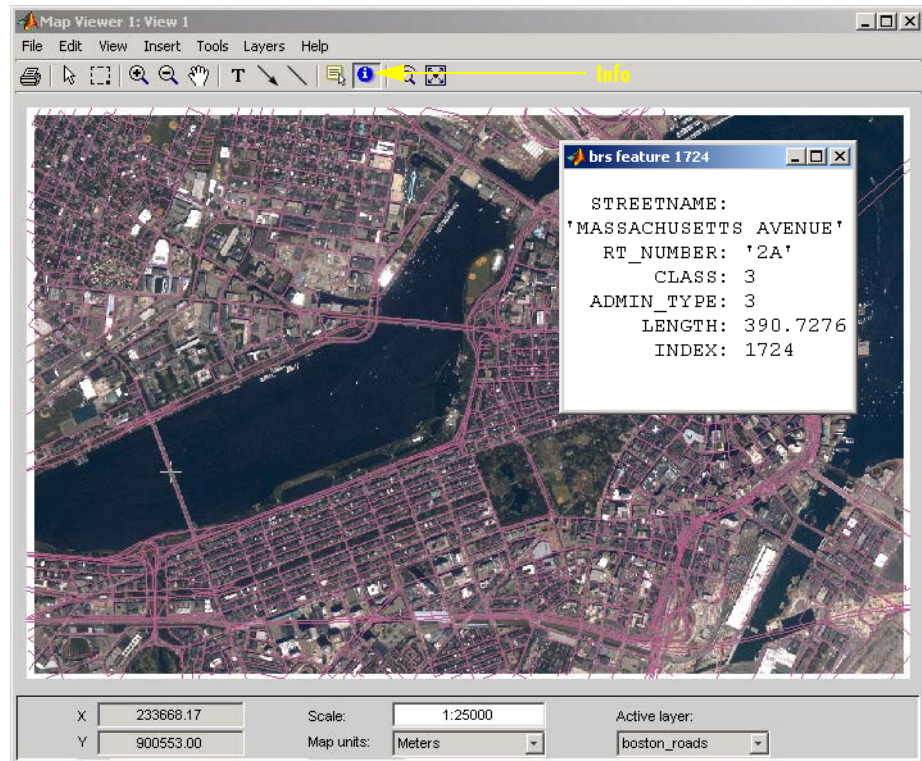 Map Viewer 1: View 1
File Edit View Insert Tools Layers Help
T
Info
brs feature 1724
STREETNAME:
'MASSACHUSETTS AVENUE'
RT_NUMBER: '2A'
CLASS: 3
ADMIN_TYPE: 3
LENGTH: 390.7276
INDEX: 1724
X 233668.17 Scale: 1:25000 Active layer:
Y 900553.00 Map units: Meters boston_roads